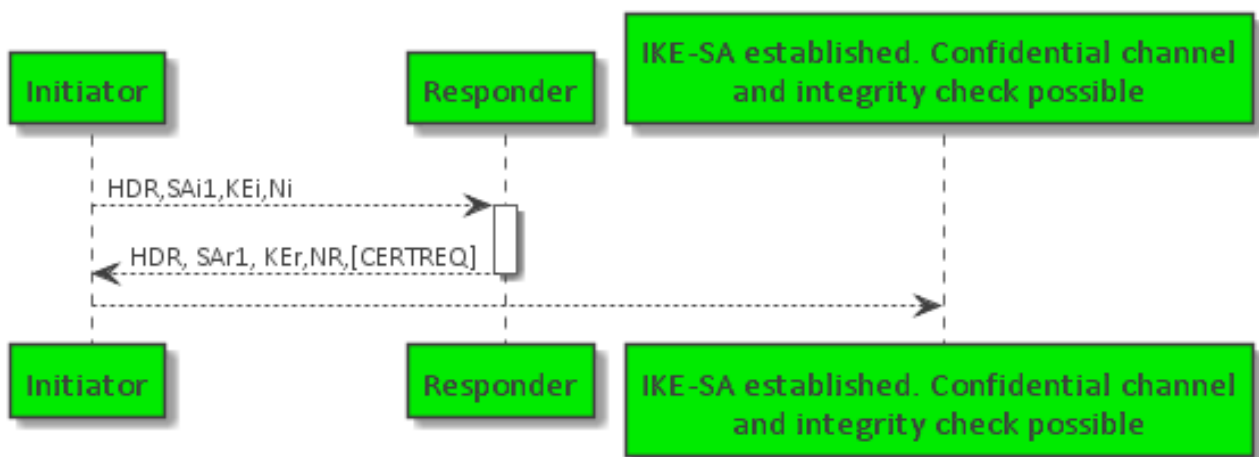 IKE-SA established. Confidential channel
and integrity check possible
Initiator
Responder
HDR,SAi1,KEi,Ni
HDR, SAr1, KEr,NR,[CERTREQ]
Initiator
Responder
IKE-SA established. Confidential channel
and integrity check possible